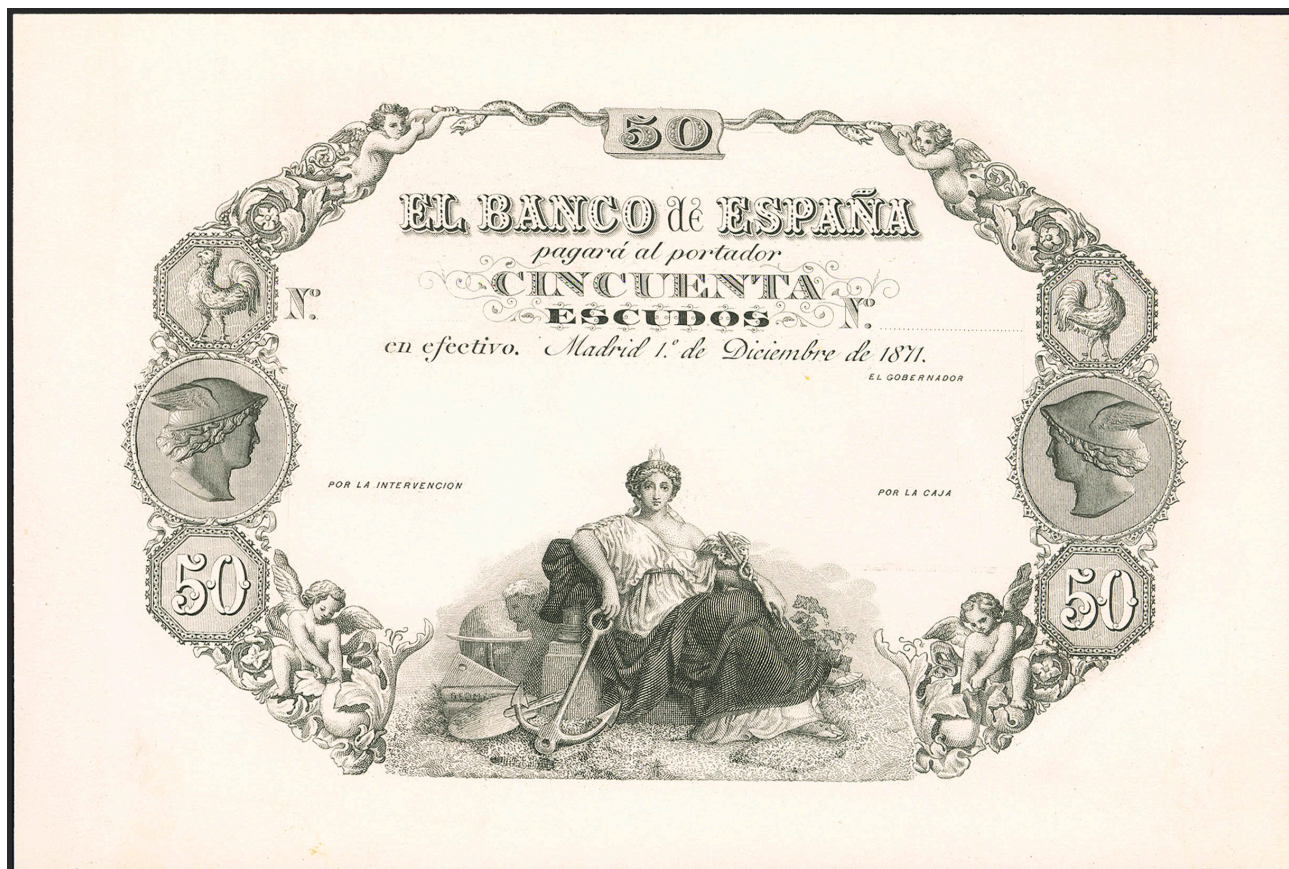 50
EL BANCO de ESPAÑA
pagará al portador
CINCUENTA
Nº
ESCUDOS
Nº
en efectivo. Madrid 1.º de Diciembre de 1871.
EL GOBERNADOR
POR LA INTERVENCION
POR LA CAJA
50
50